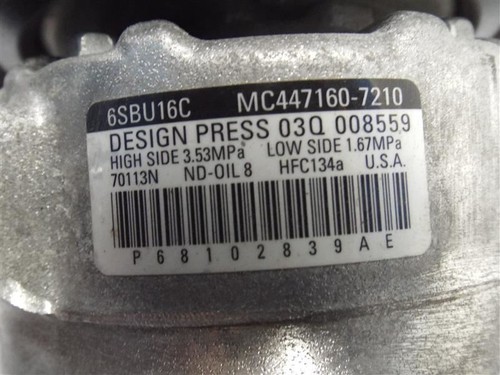 6SBU16C MC447160-7210
DESIGN PRESS 03Q 008559
HIGH SIDE 3.53MPa LOW SIDE 1.67MPa
70113N ND-OIL 8 HFC134a U.S.A.
P68102839AE